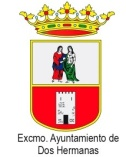 Excmo. Ayuntamiento de
Dos Hermanas